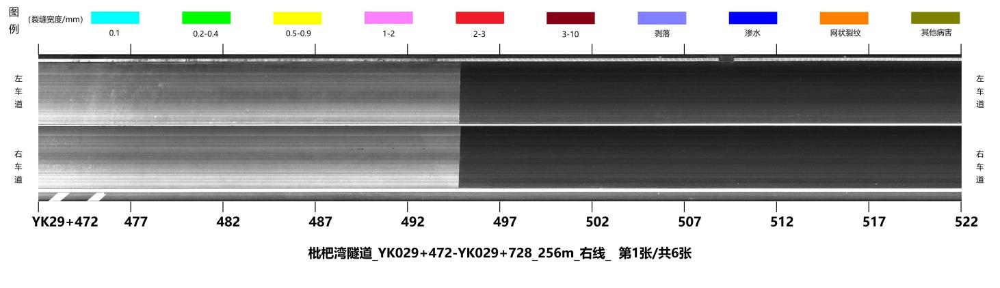 图例
(裂缝宽度/mm)
0.1
0.2-0.4
0.5-0.9
1-2
2-3
3-10
剥落
渗水
网状裂纹
其他病害
左车道
左车道
右车道
右车道
YK29+472 477 482 487 492 497 502 507 512 517 522
枇杷湾隧道_YK029+472-YK029+728_256m_右线_ 第1张/共6张